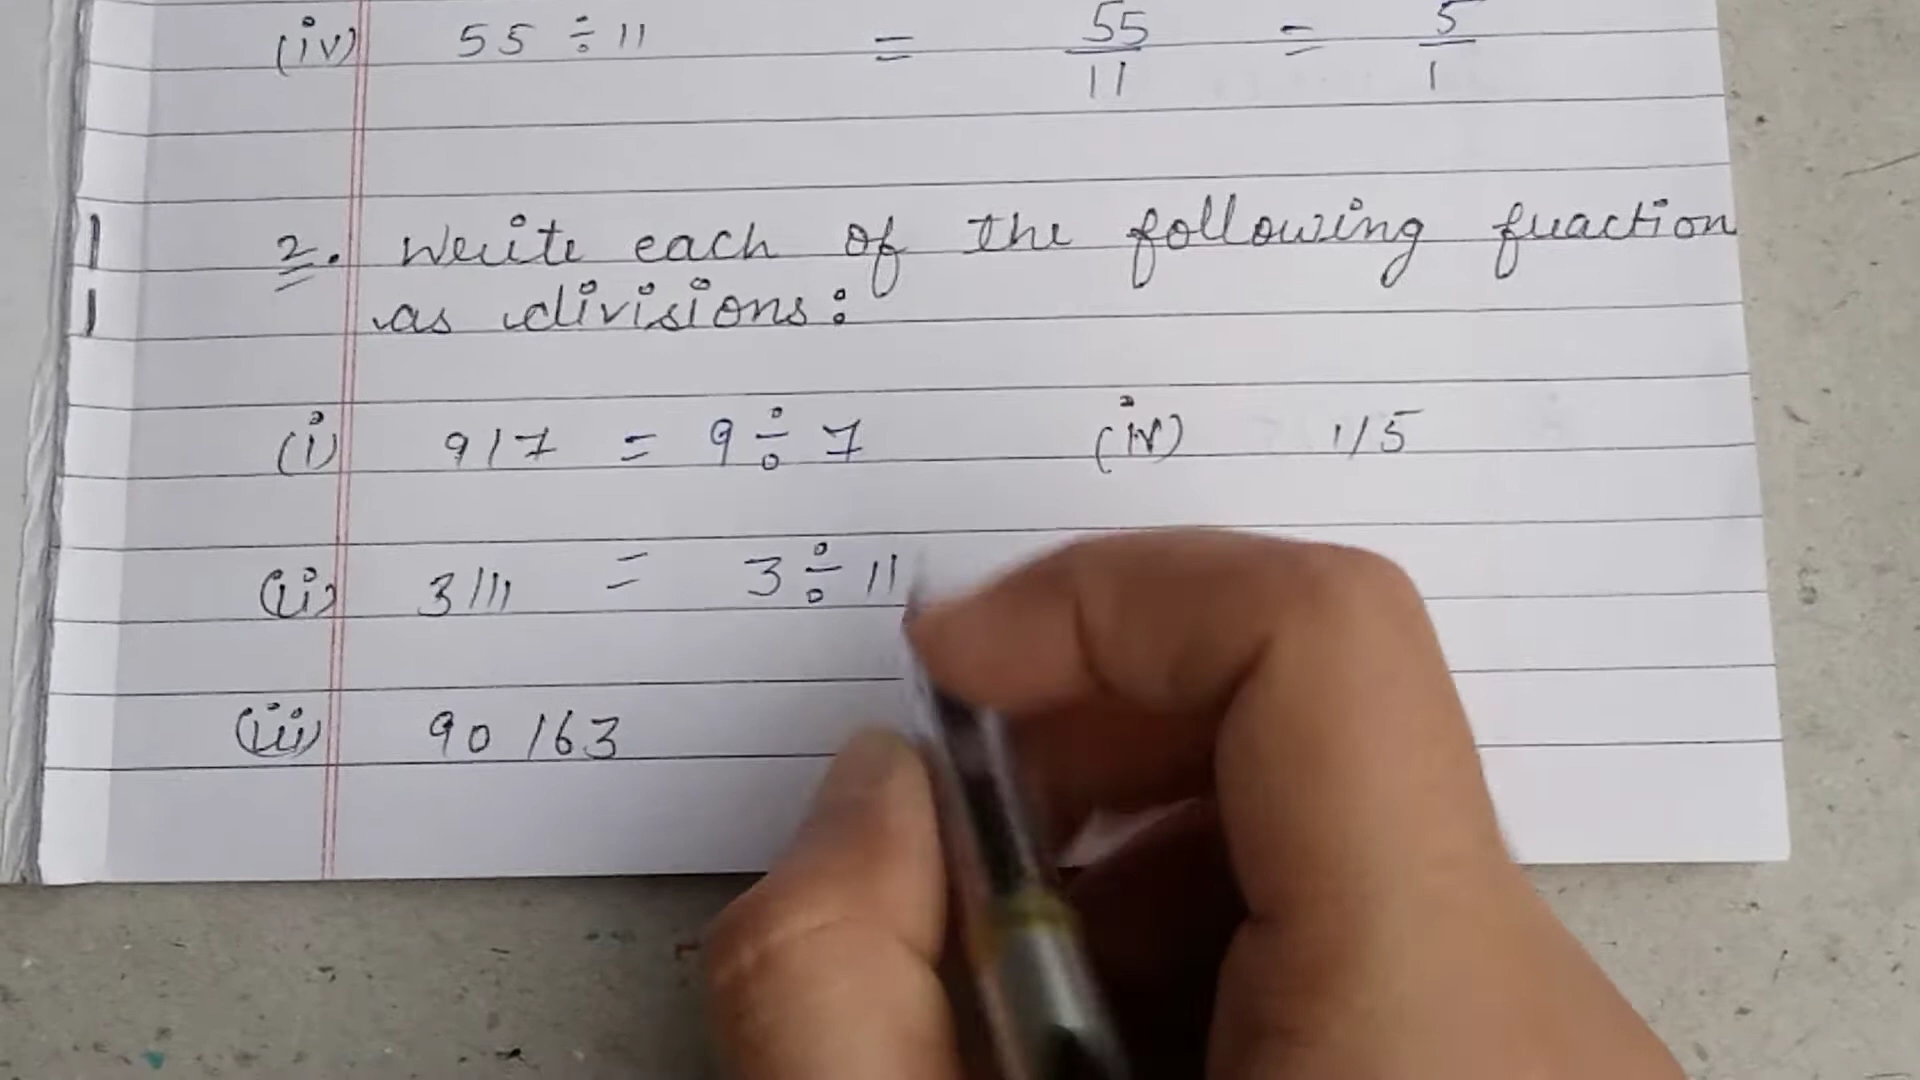 (iv) 55 ÷ 11 = 55/11 = 5/1
2. Write each of the following fraction
as divisions:
(i) 9/7 = 9 ÷ 7 (iv) 1/5
(ii) 3/11 = 3 ÷ 11
(iii) 90/63